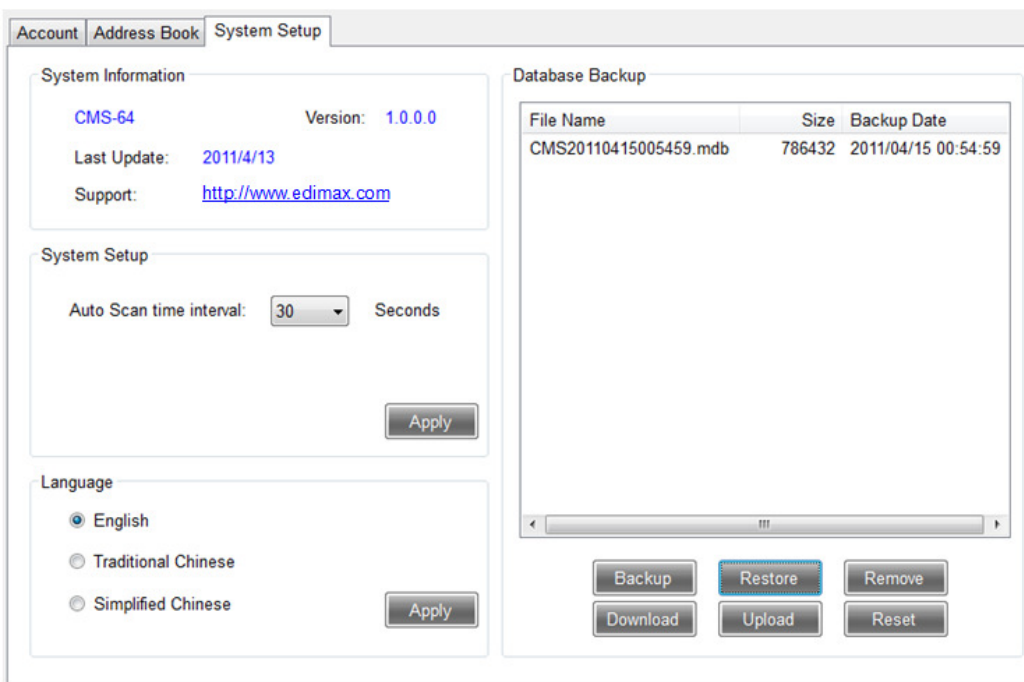 Account Address Book System Setup
System Information
CMS-64 Version: 1.0.0.0
Last Update: 2011/4/13
Support: http://www.edimax.com
System Setup
Auto Scan time interval: 30 Seconds
Apply
Language
English
Traditional Chinese
Simplified Chinese
Apply
Database Backup
File Name Size Backup Date
CMS20110415005459.mdb 786432 2011/04/15 00:54:59
Backup Restore Remove
Download Upload Reset